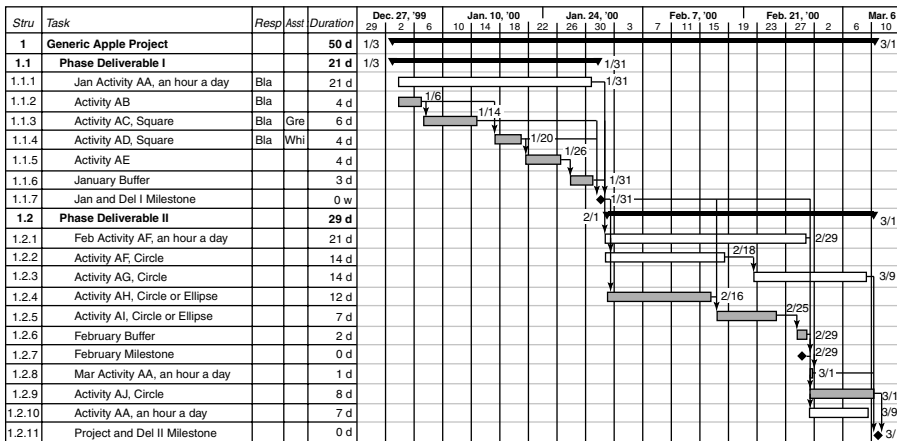 Stru Task Resp Asst Duration Dec. 27, '99 Jan. 10, '00 Jan. 24, '00 Feb. 7, '00 Feb. 21, '00 Mar. 6
29 2 6 10 14 18 22 26 30 3 7 11 15 19 23 27 2 6 10
1 Generic Apple Project 50 d 1/3 3/1
1.1 Phase Deliverable I 21 d 1/3 1/31
1.1.1 Jan Activity AA, an hour a day Bla 21 d 1/31
1.1.2 Activity AB Bla 4 d 1/6
1.1.3 Activity AC, Square Bla Gre 6 d 1/14
1.1.4 Activity AD, Square Bla Whi 4 d 1/20
1.1.5 Activity AE 4 d 1/26
1.1.6 January Buffer 3 d 1/31
1.1.7 Jan and Del I Milestone 0 w 1/31
1.2 Phase Deliverable II 29 d 2/1 3/1
1.2.1 Feb Activity AF, an hour a day 21 d 2/29
1.2.2 Activity AF, Circle 14 d 2/18
1.2.3 Activity AG, Circle 14 d 3/9
1.2.4 Activity AH, Circle or Ellipse 12 d 2/16
1.2.5 Activity AI, Circle or Ellipse 7 d 2/25
1.2.6 February Buffer 2 d 2/29
1.2.7 February Milestone 0 d 2/29
1.2.8 Mar Activity AA, an hour a day 1 d 3/1
1.2.9 Activity AJ, Circle 8 d 3/1
1.2.10 Activity AA, an hour a day 7 d 3/9
1.2.11 Project and Del II Milestone 0 d 3/